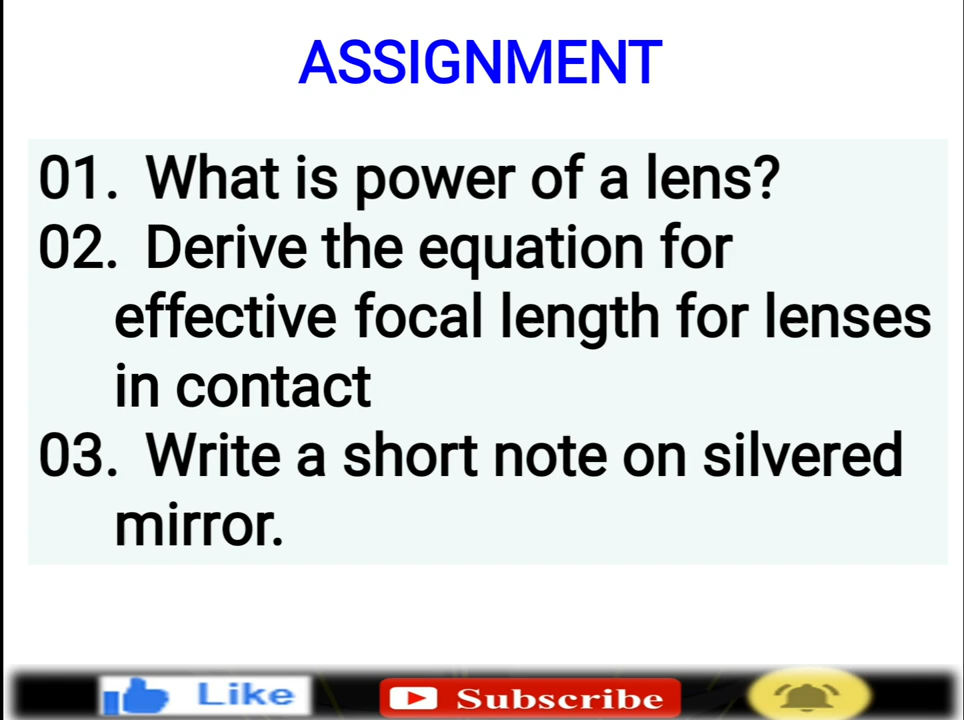 ASSIGNMENT
01. What is power of a lens?
02. Derive the equation for
effective focal length for lenses
in contact
03. Write a short note on silvered
mirror.
Like
Subscribe